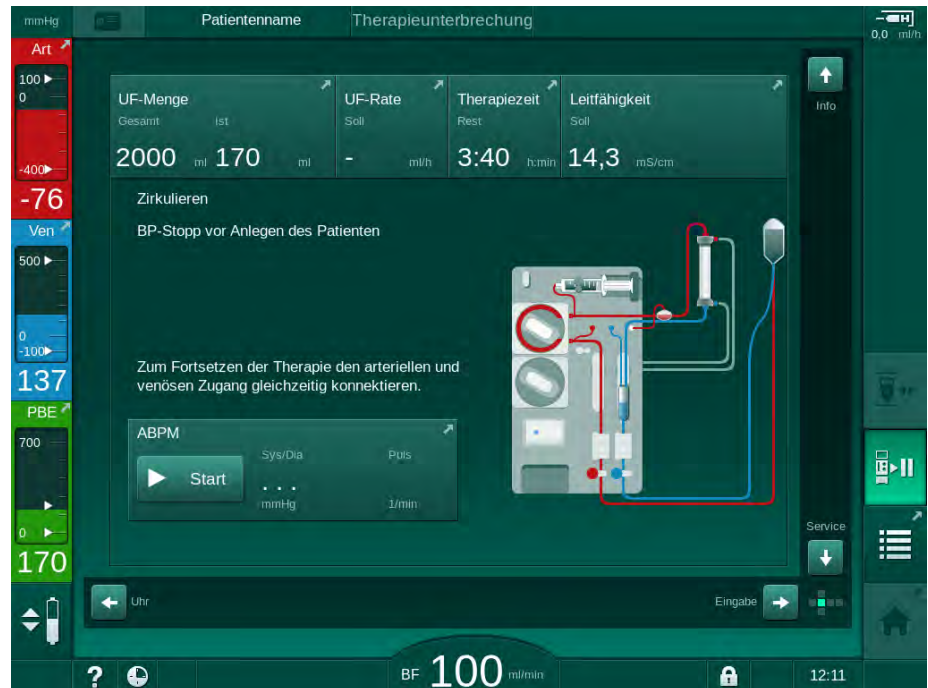 mmHg
Patientenname
Therapieunterbrechung
0,0 ml/h
Art
100
0
-400
-76
Ven
500
0
-100
137
PBE
700
0
170
UF-Menge
Gesamt Ist
2000 ml 170 ml
UF-Rate
Soll
- ml/h
Therapiezeit
Rest
3:40 h:min
Leitfähigkeit
Soll
14,3 mS/cm
Info
Zirkulieren
BP-Stopp vor Anlegen des Patienten
Zum Fortsetzen der Therapie den arteriellen und
venösen Zugang gleichzeitig konnektieren.
ABPM
Start
Sys/Dia Puls
. . .
mmHg 1/min
Service
Uhr
Eingabe
? BF 100 ml/min 12:11